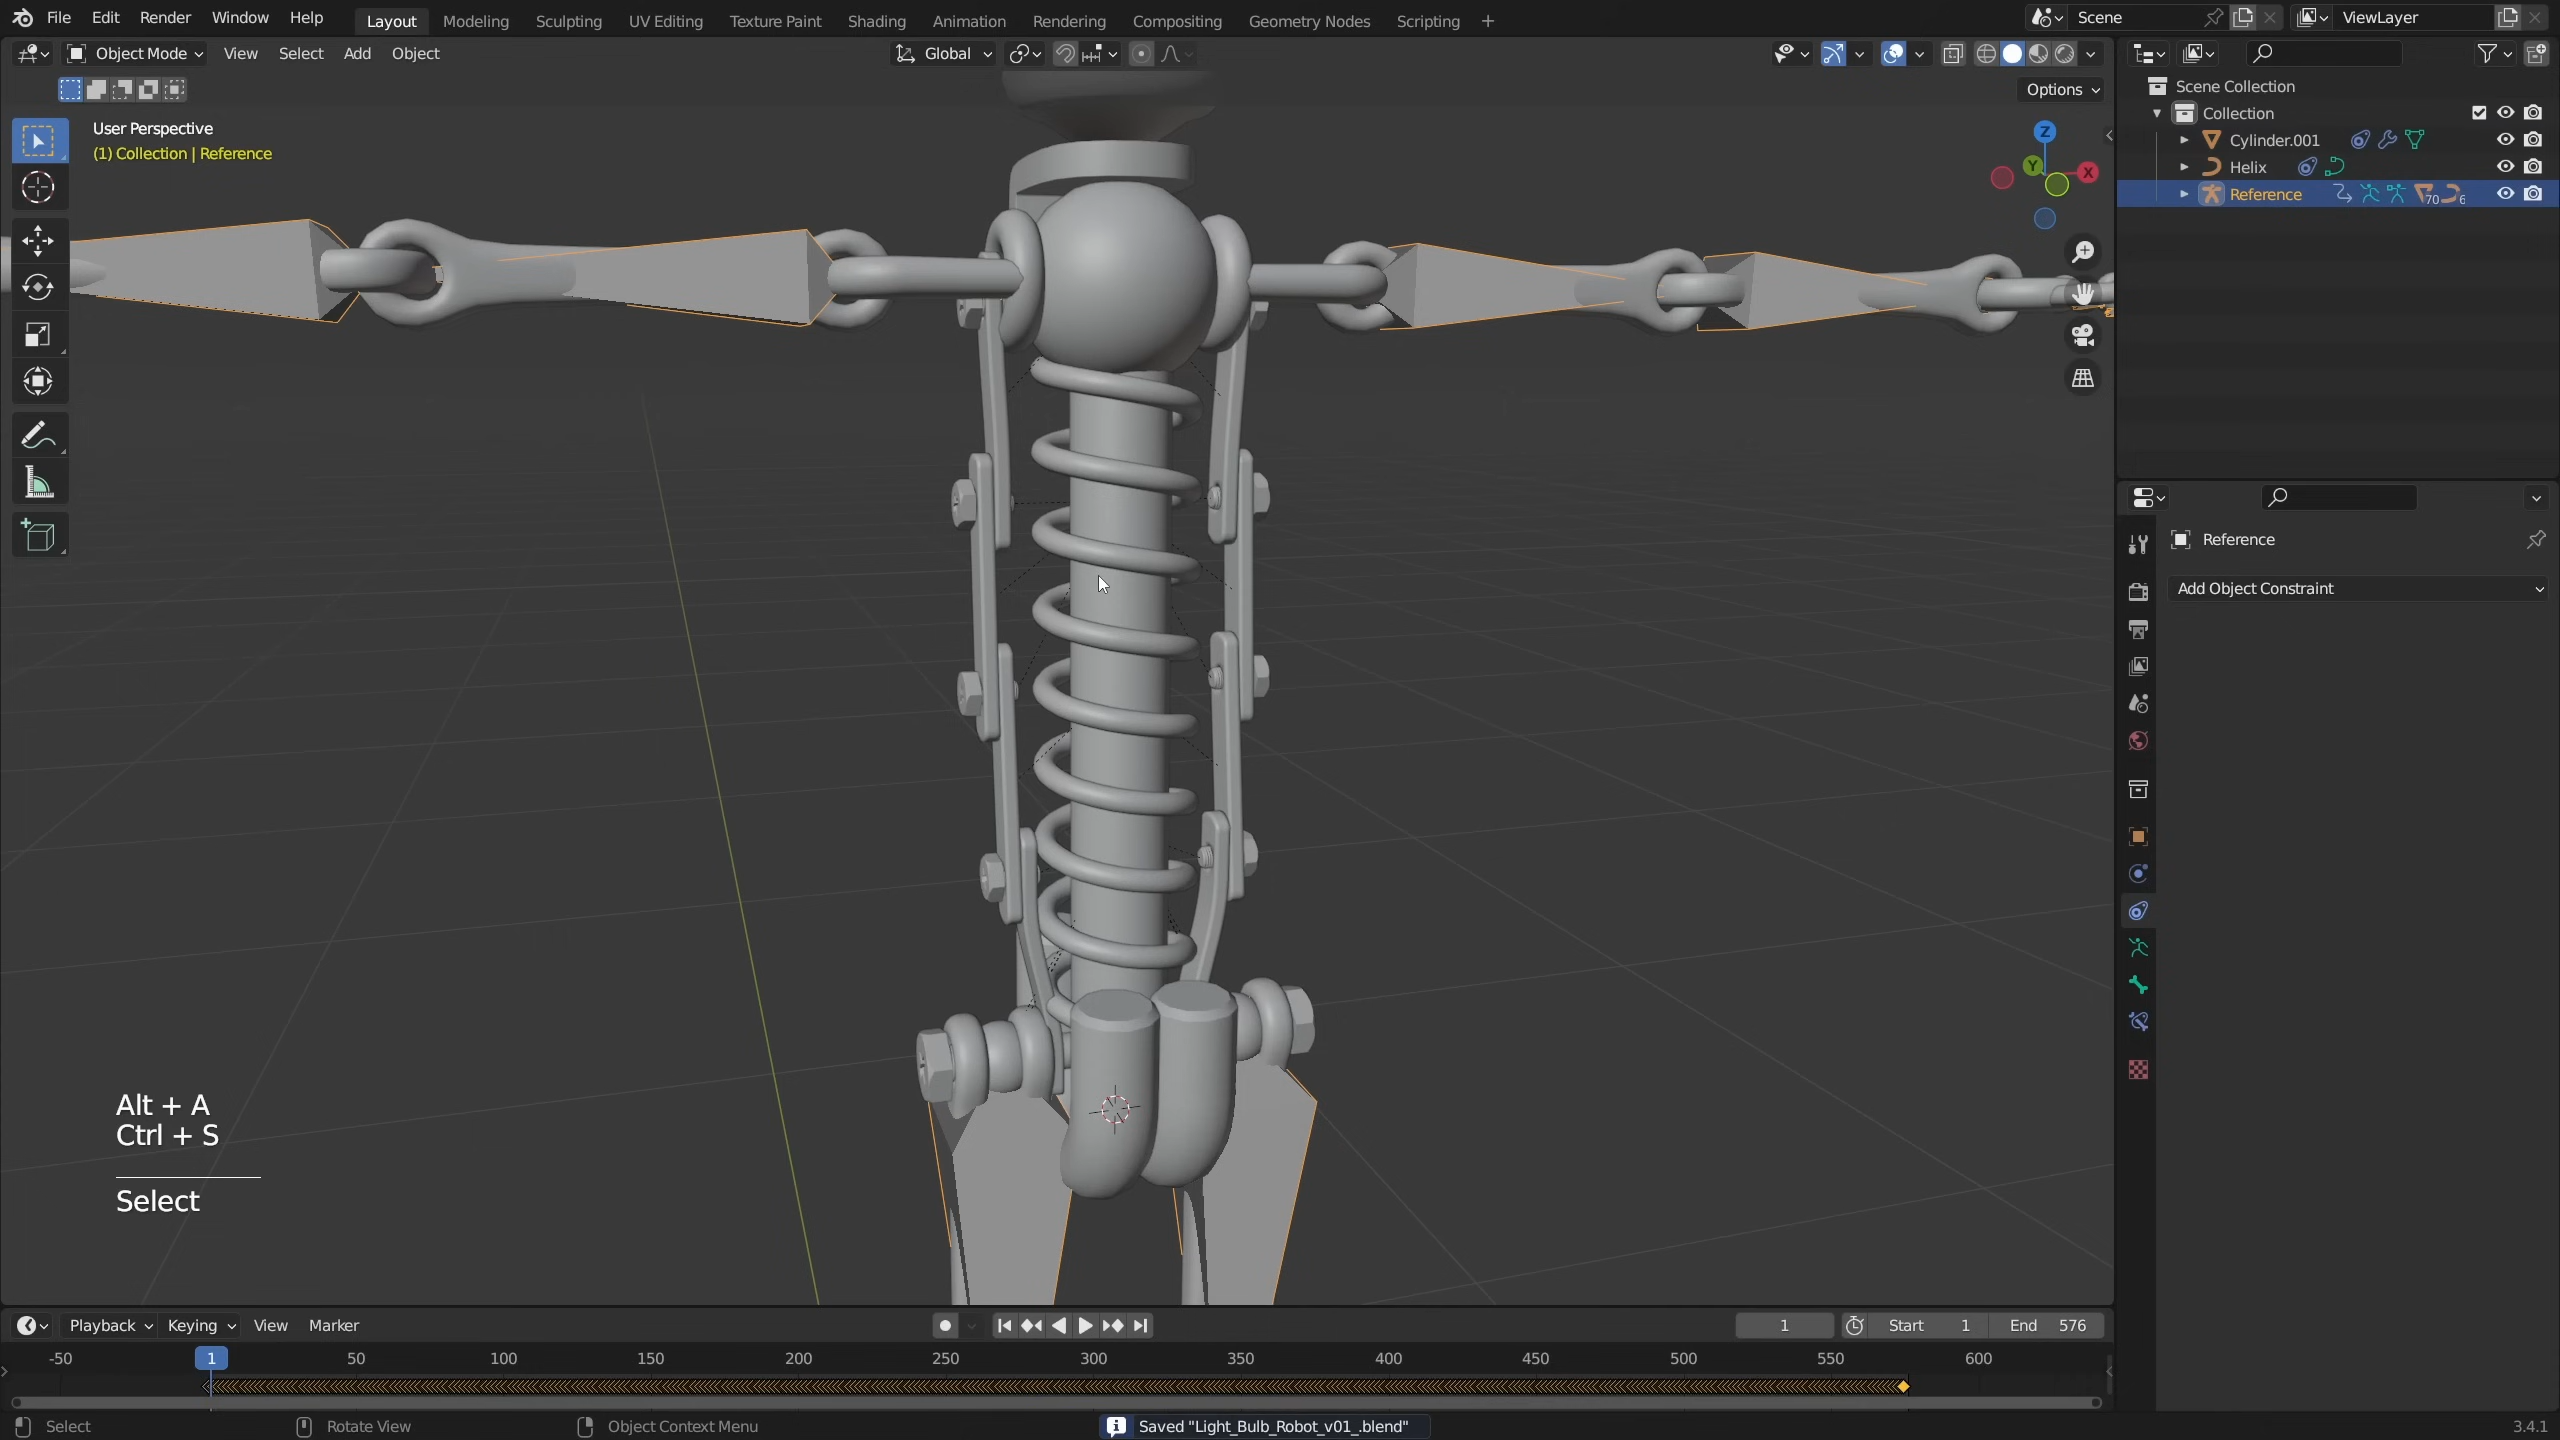 File Edit Render Window Help Layout Modeling Sculpting UV Editing Texture Paint Shading Animation Rendering Compositing Geometry Nodes Scripting + Scene ViewLayer
Object Mode View Select Add Object Global
Options
User Perspective
(1) Collection | Reference
Z
Y
X
Scene Collection
Collection
Cylinder.001
Helix
Reference 70 6
Reference
Add Object Constraint
Alt + A
Ctrl + S
Select
Playback Keying View Marker 1 Start 1 End 576
-50 1 50 100 150 200 250 300 350 400 450 500 550 600
Select Rotate View Object Context Menu Saved "Light_Bulb_Robot_v01_.blend" 3.4.1